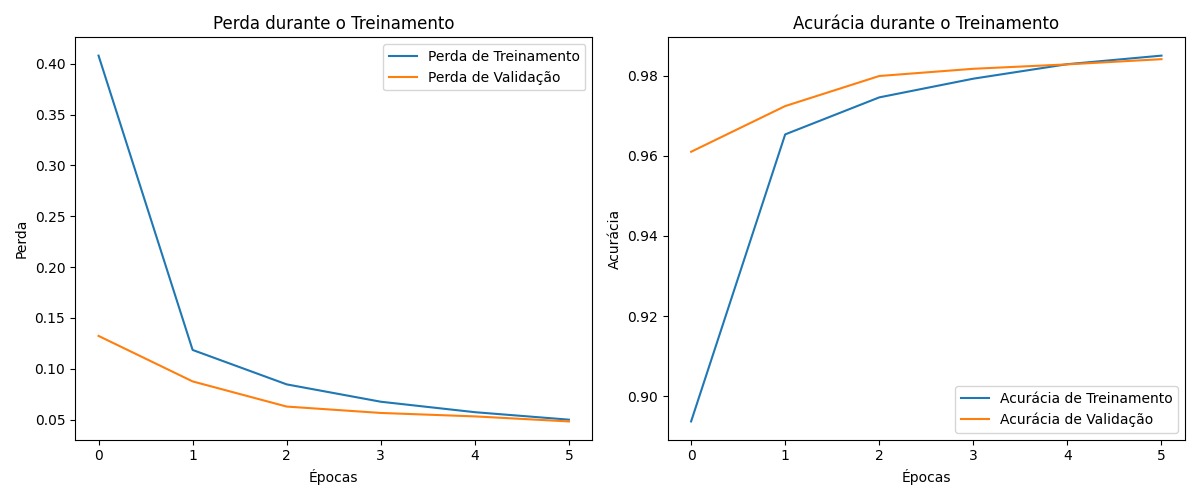 Perda durante o Treinamento
Perda de Treinamento
Perda de Validação
0.40
0.35
0.30
0.25
0.20
0.15
0.10
0.05
Perda
0 1 2 3 4 5
Épocas
Acurácia durante o Treinamento
0.98
0.96
0.94
0.92
0.90
Acurácia
Acurácia de Treinamento
Acurácia de Validação
0 1 2 3 4 5
Épocas